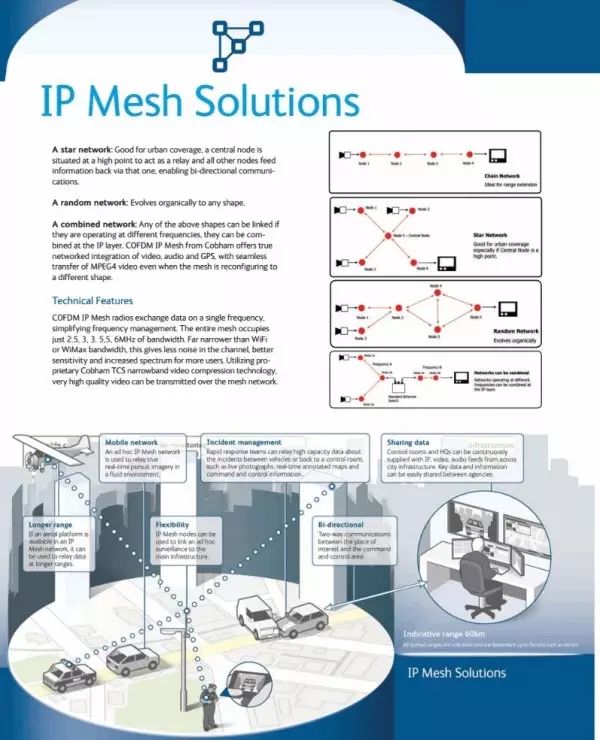 IP Mesh Solutions
A star network: Good for urban coverage, a central node is
situated at a high point to act as a relay and all other nodes feed
information back via that one, enabling bi-directional communi-
cations.
A random network: Evolves organically to any shape.
A combined network: Any of the above shapes can be linked if
they are operating at different frequencies, they can be com-
bined at the IP layer. COFDM IP Mesh from Cobham offers true
networked integration of video, audio and GPS, with seamless
transfer of MPEG4 video even when the mesh is reconfiguring to
a different shape.
Technical Features
COFDM IP Mesh radios exchange data on a single frequency,
simplifying frequency management. The entire mesh occupies
just 2.5, 3, 3. 5,5, 6MHz of bandwidth. Far narrower than WiFi
or WiMax bandwidth, this gives less noise in the channel, better
sensitivity and increased spectrum for more users. Utilizing pro-
prietary Cobham TCS narrowband video compression technology,
very high quality video can be transmitted over the mesh network.
Node 1
Node 2
Node 3
Node 4
Chain Network
Ideal for range extension
Node 1
Node 2
Node 5 - Central Node
Node 3
Node 4
Star Network
Good for urban coverage
especially if Central Node is a
high point.
Node 4
Node 1
Node 2
Node 5
Node 3
Random Network
Evolves organically
Frequency A
Frequency B
Standard Ethernet
Switch
Networks can be combined
Networks operating at different
frequencies can be combined at
the IP layer.
Mobile network
An ad hoc IP Mesh network
is used to relay true
real-time pursuit imagery in
a fluid environment.
Incident management
Rapid response teams can relay high capacity data about
the incidents between vehicles or back to a control room,
such as live photographs, real-time annotated maps and
command and control information.
Sharing data
Control rooms and HQs can be continuously
supplied with IP, video, audio feeds from across
city infrastructure. Key data and information
can be easily shared between agencies.
Longer range
If an aerial platform is
available in an IP
Mesh network, it can
be used to relay data
at longer ranges.
Flexibility
IP Mesh nodes can be
used to link an ad hoc
surveillance to the
main infrastructure.
Bi-directional
Two-way communications
between the place of
interest and the command
and control area.
Indicative range 60km
All quoted ranges are indicative and are dependent upon factors such as
IP Mesh Solutions